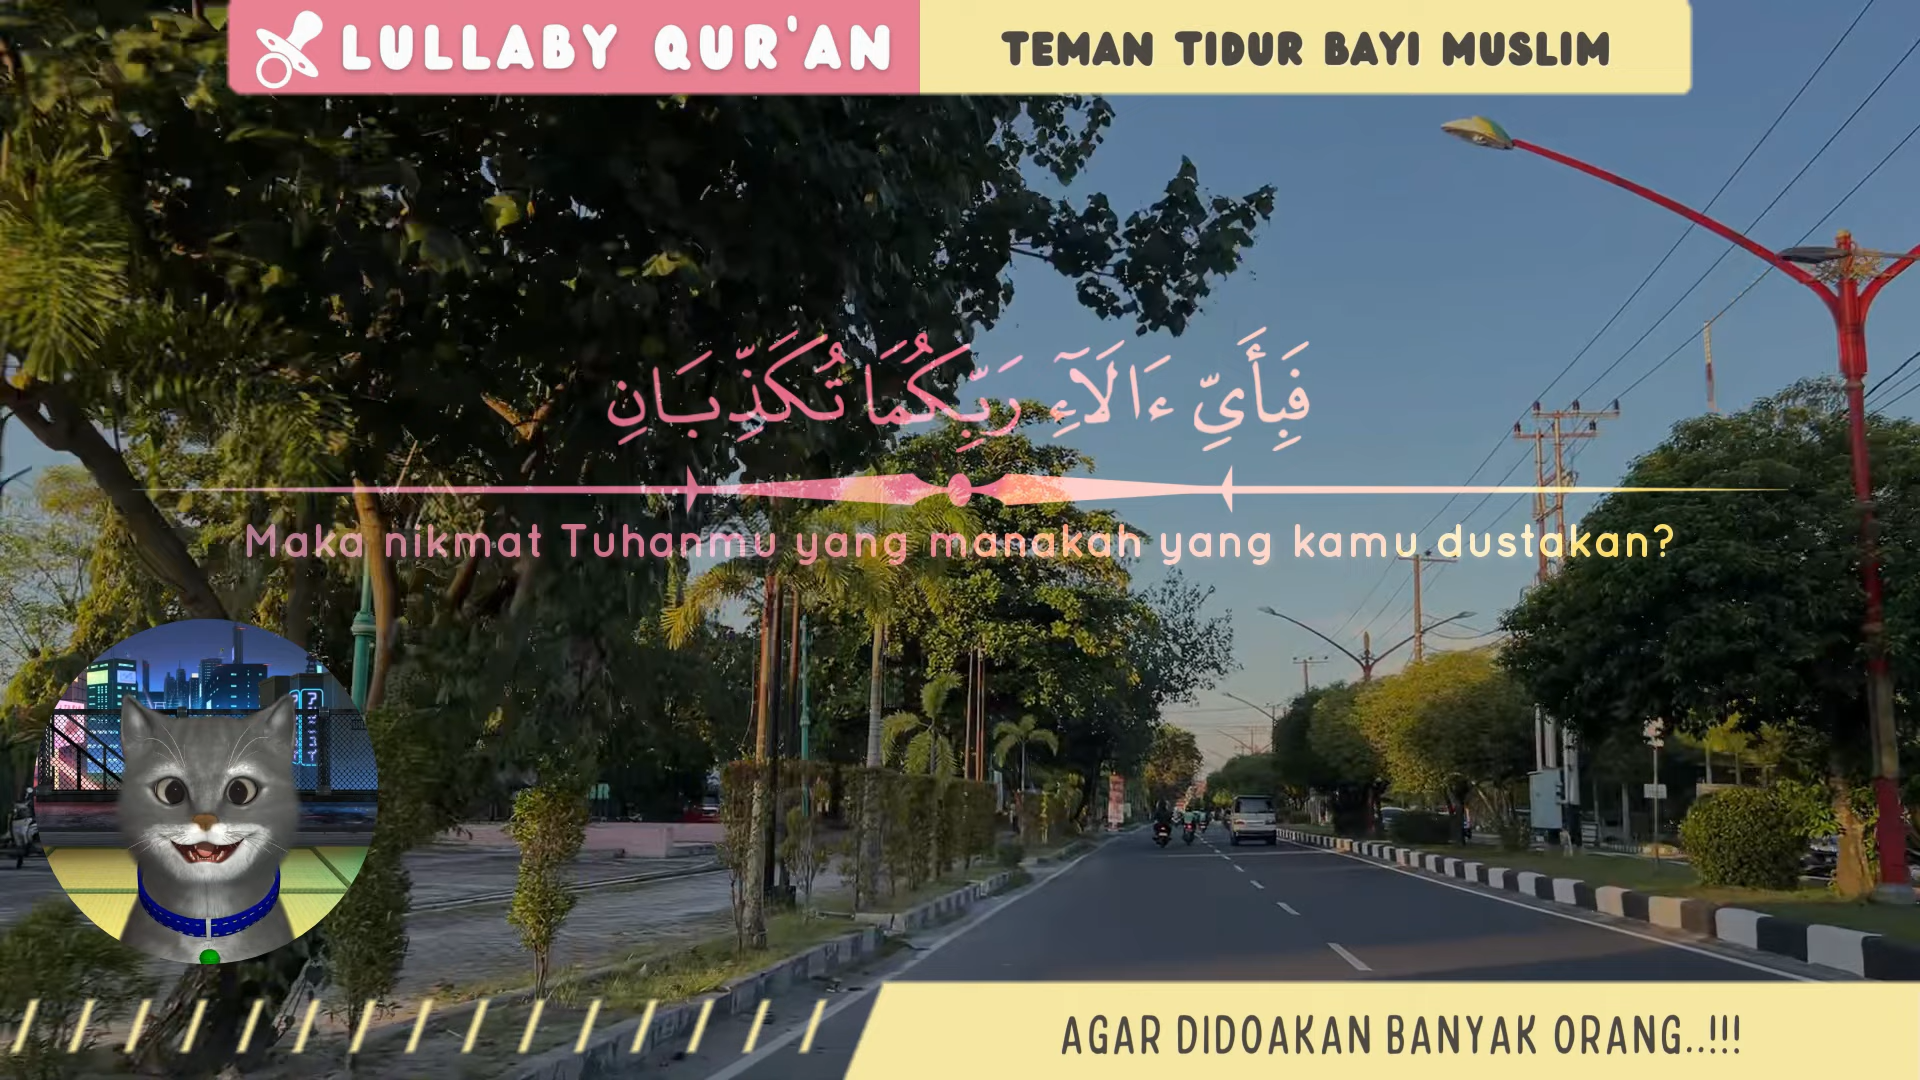 LULLABY QUR'AN
TEMAN TIDUR BAYI MUSLIM
فَبِأَيِّ ءَالَآءِ رَبِّكُمَا تُكَذِّبَانِ
Maka nikmat Tuhanmu yang manakah yang kamu dustakan?
AGAR DIDOAKAN BANYAK ORANG..!!!